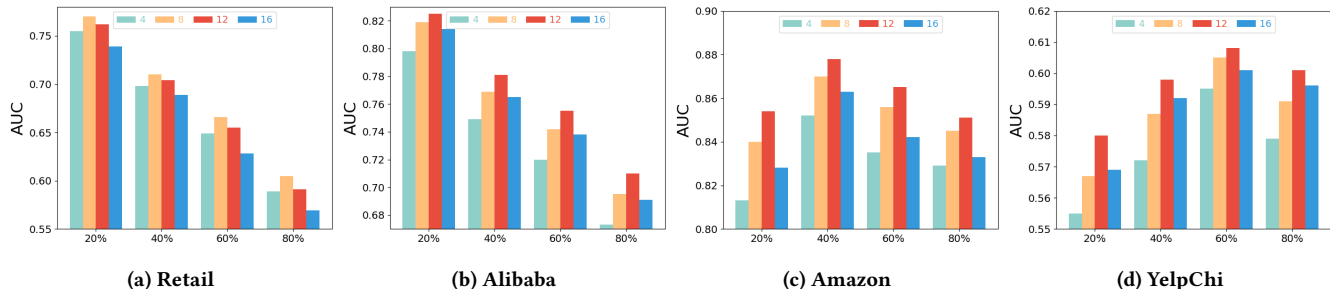 4 8 12 16
AUC
0.75
0.70
0.65
0.60
0.55
20% 40% 60% 80%
(a) Retail
4 8 12 16
AUC
0.82
0.80
0.78
0.76
0.74
0.72
0.70
0.68
20% 40% 60% 80%
(b) Alibaba
4 8 12 16
AUC
0.90
0.88
0.86
0.84
0.82
0.80
20% 40% 60% 80%
(c) Amazon
4 8 12 16
AUC
0.62
0.61
0.60
0.59
0.58
0.57
0.56
0.55
20% 40% 60% 80%
(d) YelpChi